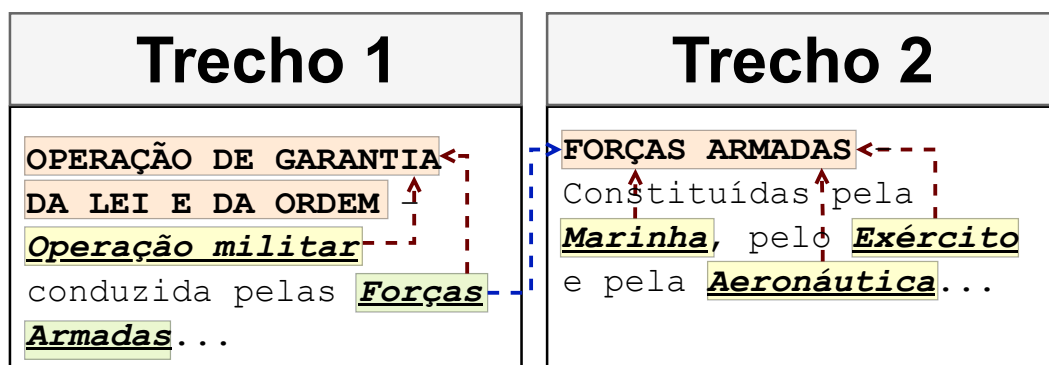 Trecho 1
OPERAÇÃO DE GARANTIA
DA LEI E DA ORDEM –
Operação militar
conduzida pelas Forças
Armadas...
Trecho 2
FORÇAS ARMADAS –
Constituídas pela
Marinha, pelo Exército
e pela Aeronáutica...